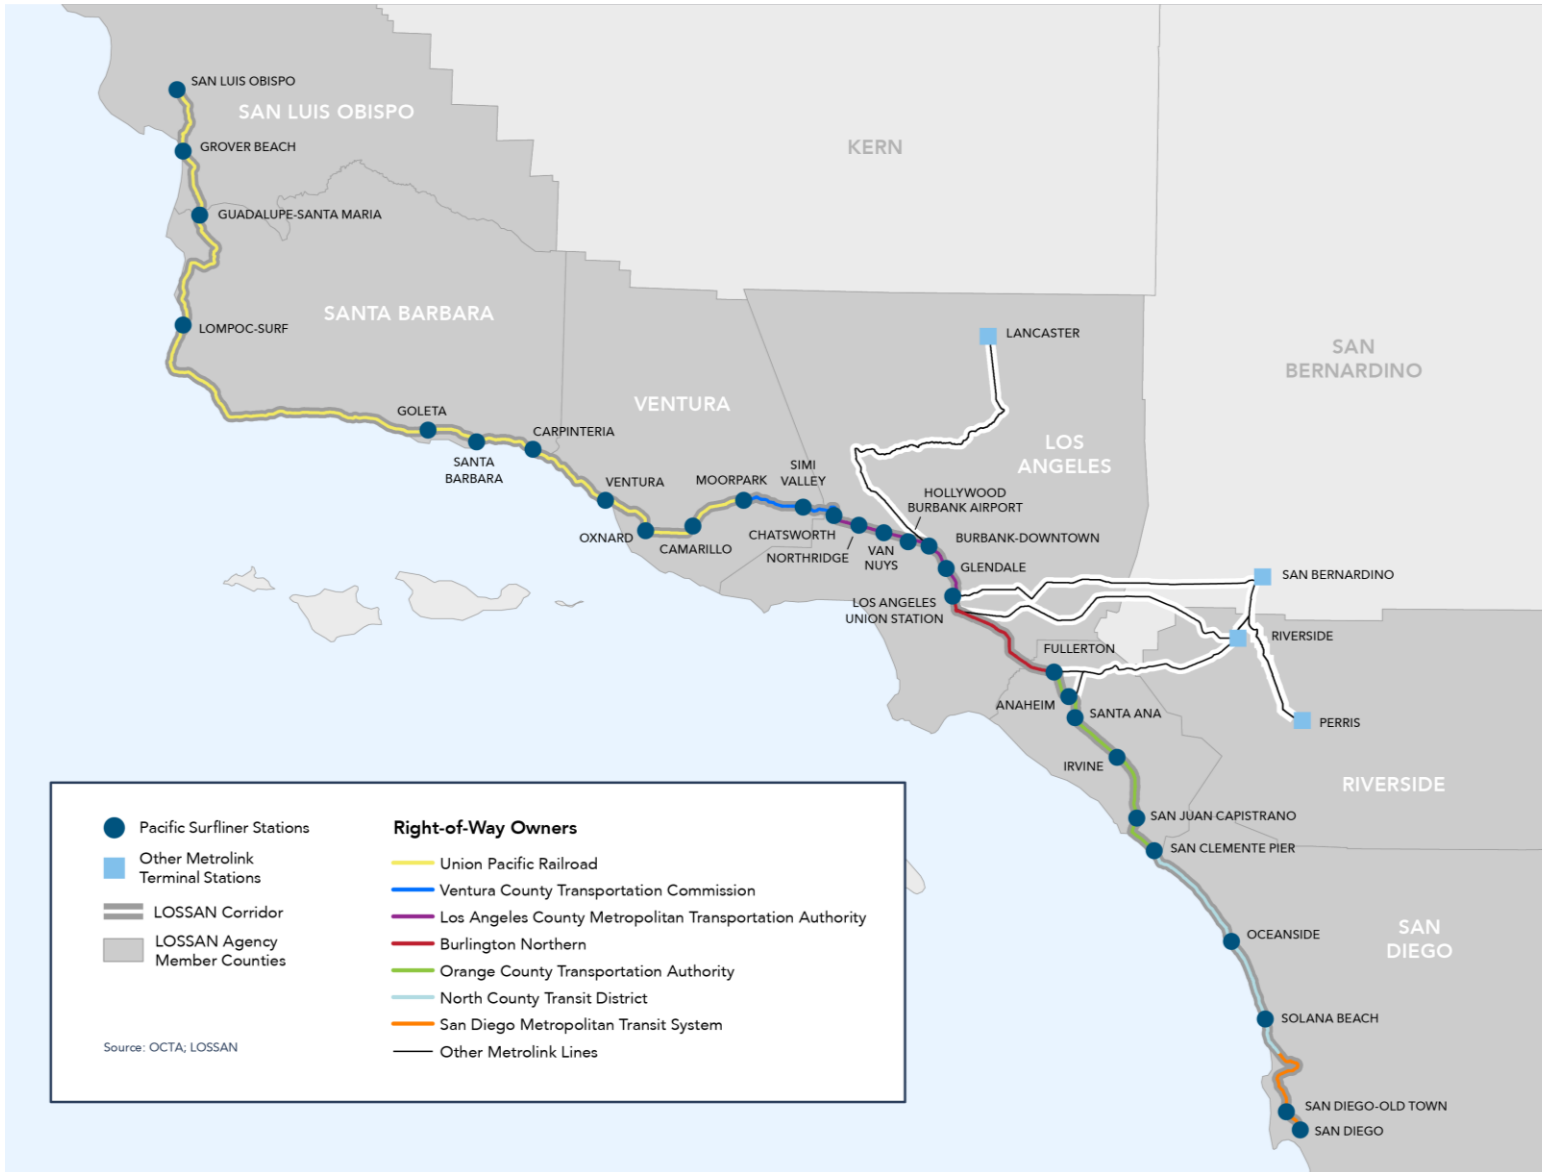 SAN LUIS OBISPO
SAN LUIS OBISPO
GROVER BEACH
KERN
GUADALUPE-SANTA MARIA
SANTA BARBARA
LOMPOC-SURF
LANCASTER
SAN
BERNARDINO
VENTURA
GOLETA
CARPINTERIA
SANTA
BARBARA
LOS
ANGELES
SIMI
VALLEY
MOORPARK
VENTURA
HOLLYWOOD
BURBANK AIRPORT
OXNARD
CAMARILLO
CHATSWORTH
NORTHRIDGE
VAN
NUYS
BURBANK-DOWNTOWN
GLENDALE
SAN BERNARDINO
LOS ANGELES
UNION STATION
RIVERSIDE
FULLERTON
ANAHEIM
SANTA ANA
PERRIS
IRVINE
RIVERSIDE
SAN JUAN CAPISTRANO
SAN CLEMENTE PIER
OCEANSIDE
SAN
DIEGO
SOLANA BEACH
SAN DIEGO-OLD TOWN
SAN DIEGO
Pacific Surfliner Stations
Other Metrolink
Terminal Stations
LOSSAN Corridor
LOSSAN Agency
Member Counties
Source: OCTA; LOSSAN
Right-of-Way Owners
Union Pacific Railroad
Ventura County Transportation Commission
Los Angeles County Metropolitan Transportation Authority
Burlington Northern
Orange County Transportation Authority
North County Transit District
San Diego Metropolitan Transit System
Other Metrolink Lines